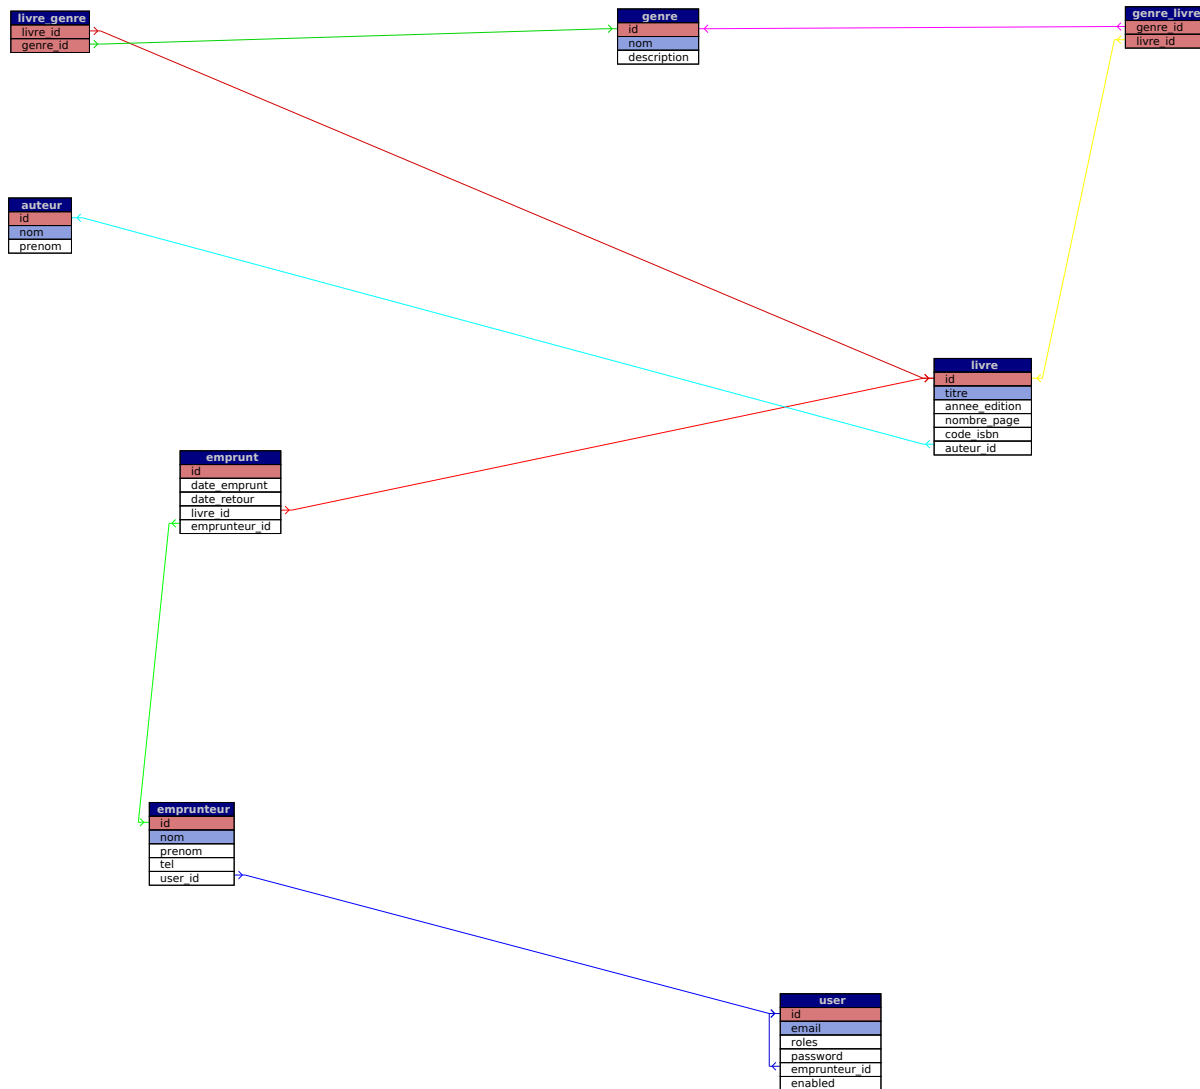 livre_genre
livre_id
genre_id
genre
id
nom
description
genre_livre
genre_id
livre_id
auteur
id
nom
prenom
livre
id
titre
annee_edition
nombre_page
code_isbn
auteur_id
emprunt
id
date_emprunt
date_retour
livre_id
emprunteur_id
emprunteur
id
nom
prenom
tel
user_id
user
id
email
roles
password
emprunteur_id
enabled